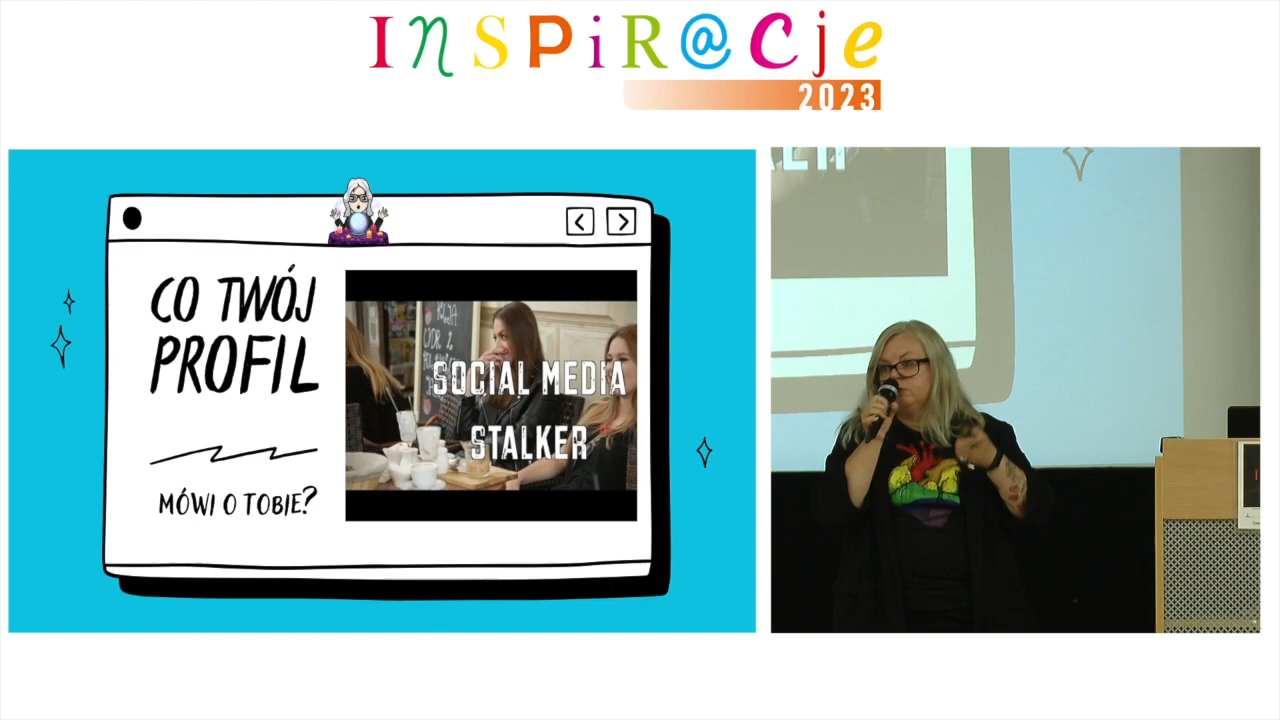 INSPiR@Cje
2023
CO TWÓJ
PROFIL
MÓWI O TOBIE?
SOCIAL MEDIA
STALKER